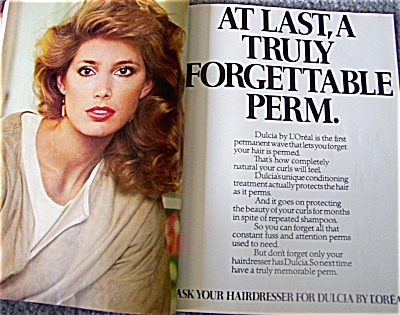 AT LAST, A
TRULY
FORGETTABLE
PERM.
Dulcia by L'Oréal is the first
permanent wave that lets you forget
your hair is permed.
That's how completely
natural your curls will feel.
Dulcia's unique conditioning
treatment actually protects the hair
as it perms.
And it goes on protecting
the beauty of your curls for months
in spite of repeated shampoos.
So you can forget all that
constant fuss and attention perms
used to need.
But don't forget only your
hairdresser has Dulcia. So next time
have a truly memorable perm.
ASK YOUR HAIRDRESSER FOR DULCIA BY L'ORÉA